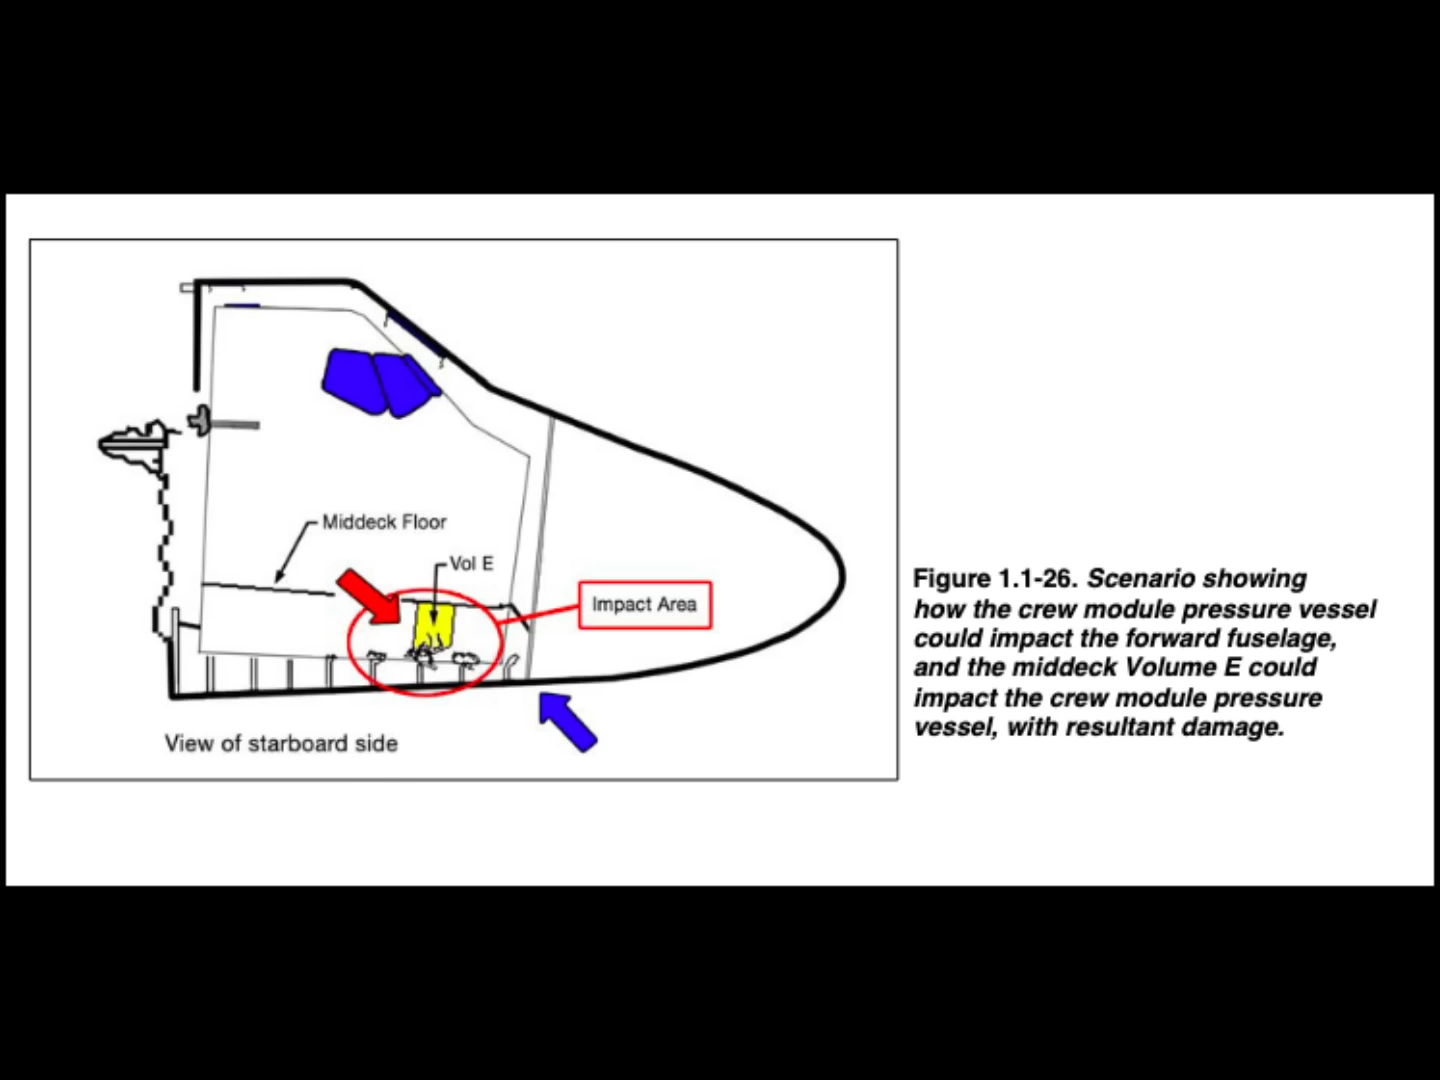 Middeck Floor
Vol E
Impact Area
View of starboard side
Figure 1.1-26. Scenario showing
how the crew module pressure vessel
could impact the forward fuselage,
and the middeck Volume E could
impact the crew module pressure
vessel, with resultant damage.